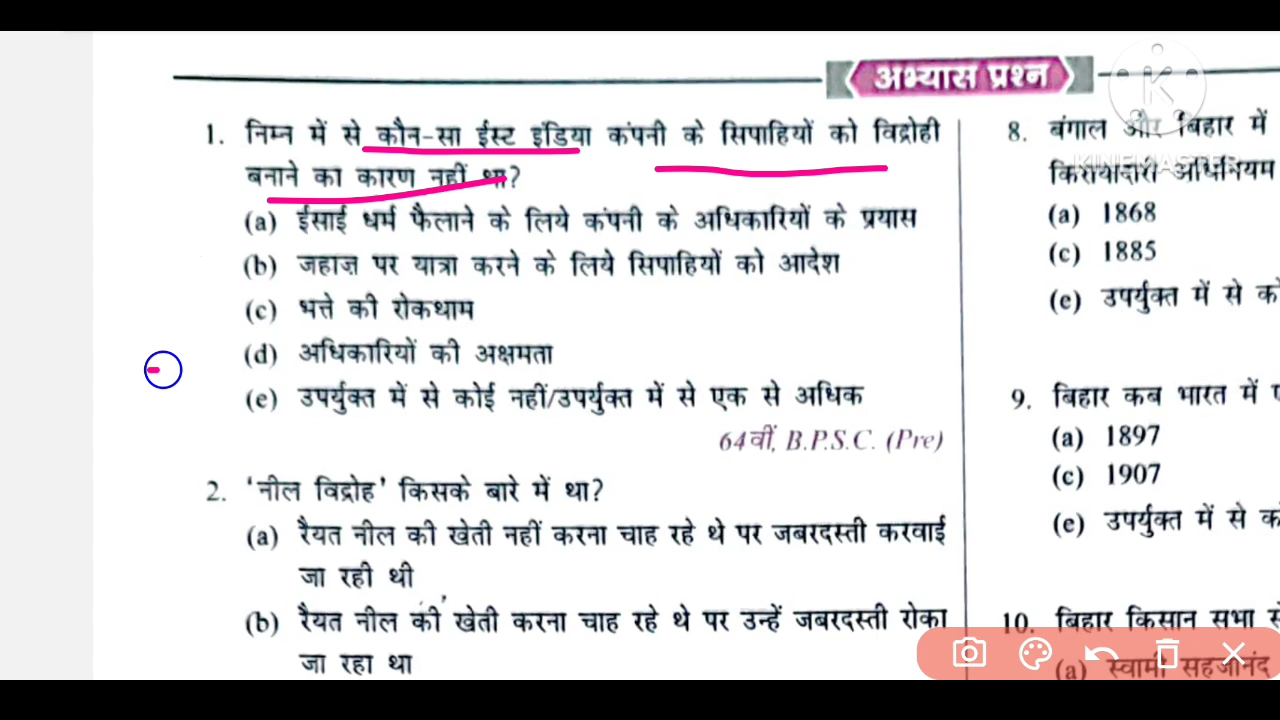 अभ्यास प्रश्न
1. निम्न में से कौन-सा ईस्ट इंडिया कंपनी के सिपाहियों को विद्रोही
बनाने का कारण नहीं था?
(a) ईसाई धर्म फैलाने के लिये कंपनी के अधिकारियों के प्रयास
(b) जहाज़ पर यात्रा करने के लिये सिपाहियों को आदेश
(c) भत्ते की रोकथाम
(d) अधिकारियों की अक्षमता
(e) उपर्युक्त में से कोई नहीं/उपर्युक्त में से एक से अधिक
64वीं, B.P.S.C. (Pre)
2. 'नील विद्रोह' किसके बारे में था?
(a) रैयत नील की खेती नहीं करना चाह रहे थे पर जबरदस्ती करवाई
जा रही थी
(b) रैयत नील की खेती करना चाह रहे थे पर उन्हें जबरदस्ती रोका
जा रहा था
8. बंगाल और बिहार में
किरायादारी अधिनियम
(a) 1868
(c) 1885
(e) उपर्युक्त में से
9. बिहार कब भारत में
(a) 1897
(c) 1907
(e) उपर्युक्त में से
10. बिहार किसान सभा
(a) स्वामी सहजानंद
KINEMASTER